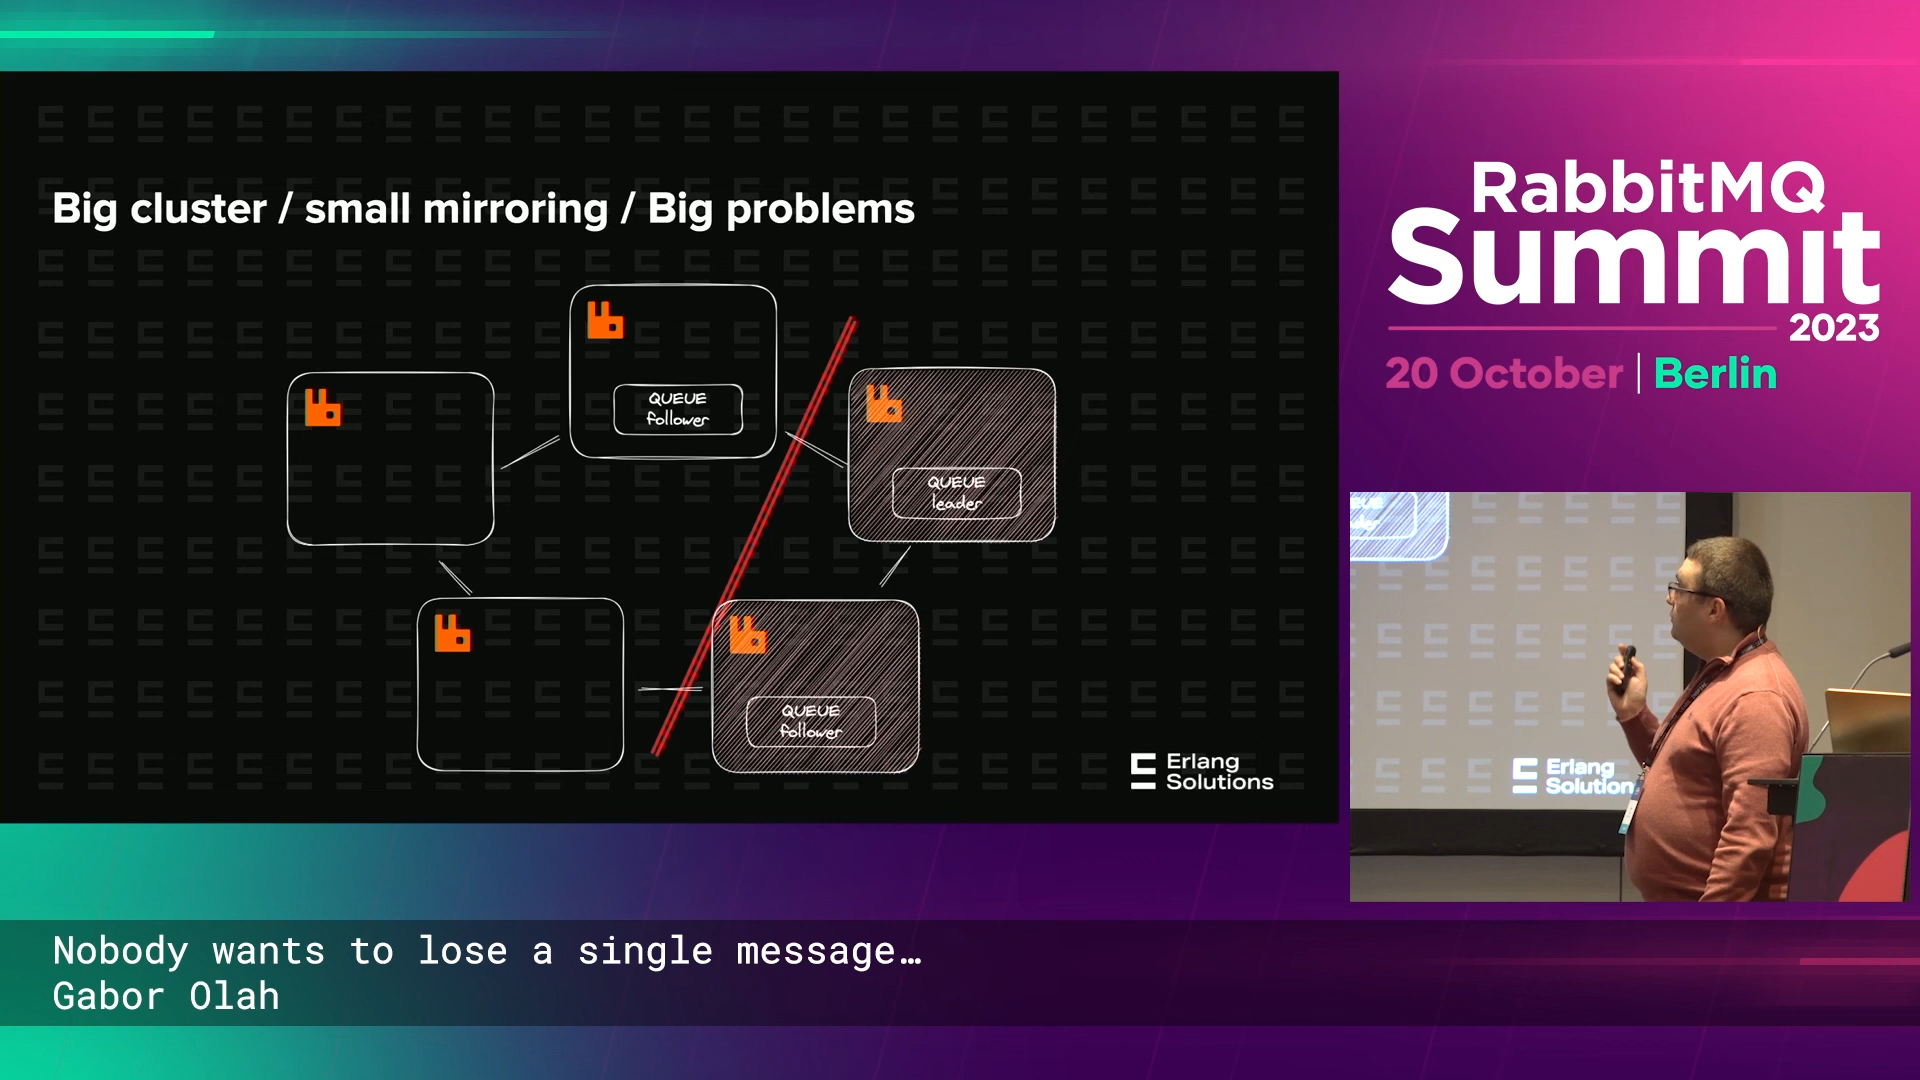 Big cluster / small mirroring / Big problems
QUEUE
follower
QUEUE
leader
QUEUE
follower
Erlang
Solutions
RabbitMQ
Summit
2023
20 October | Berlin
Erlang
Solution
Nobody wants to lose a single message…
Gabor Olah